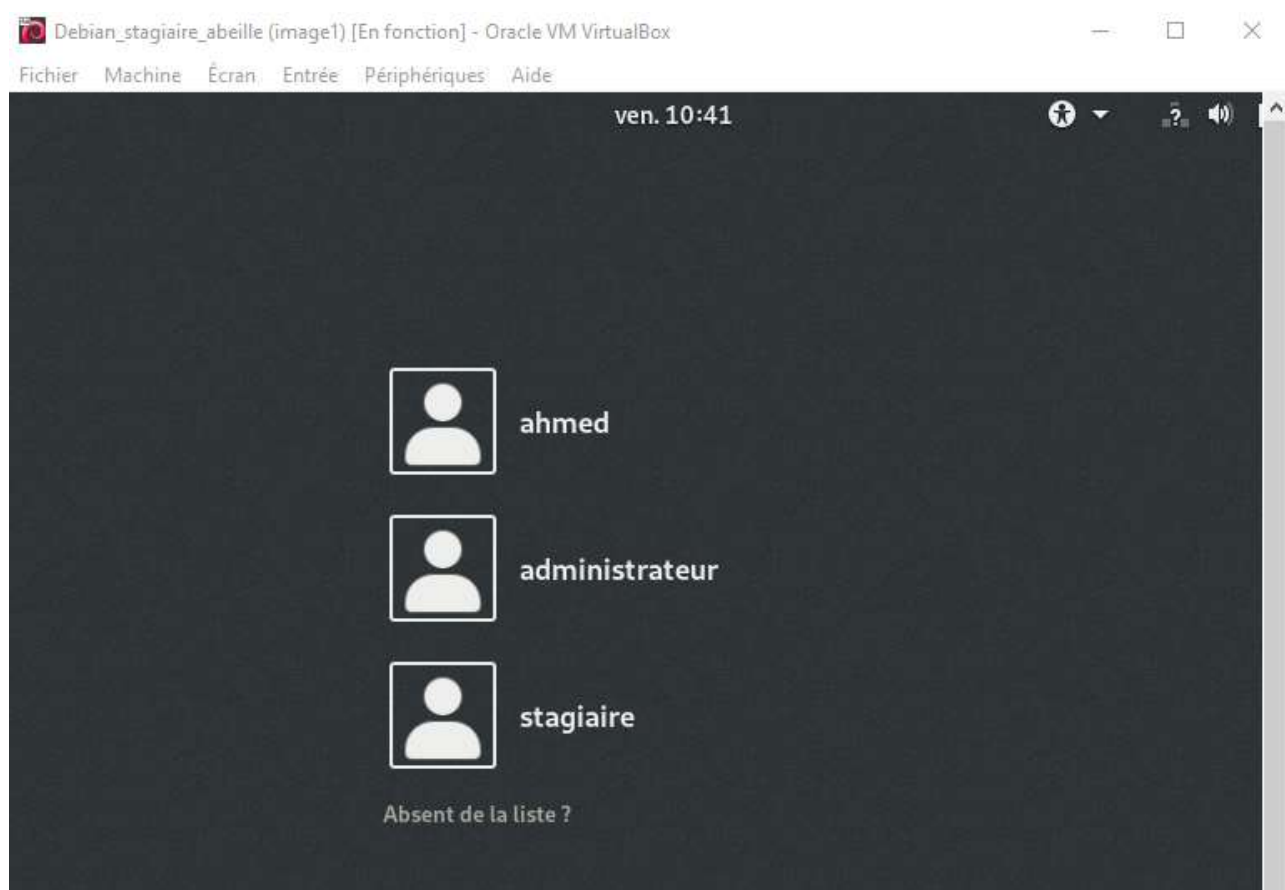 Debian_stagiaire_abeille (image1) [En fonction] - Oracle VM VirtualBox
Fichier Machine Écran Entrée Périphériques Aide
ven. 10:41
?
ahmed
administrateur
stagiaire
Absent de la liste ?